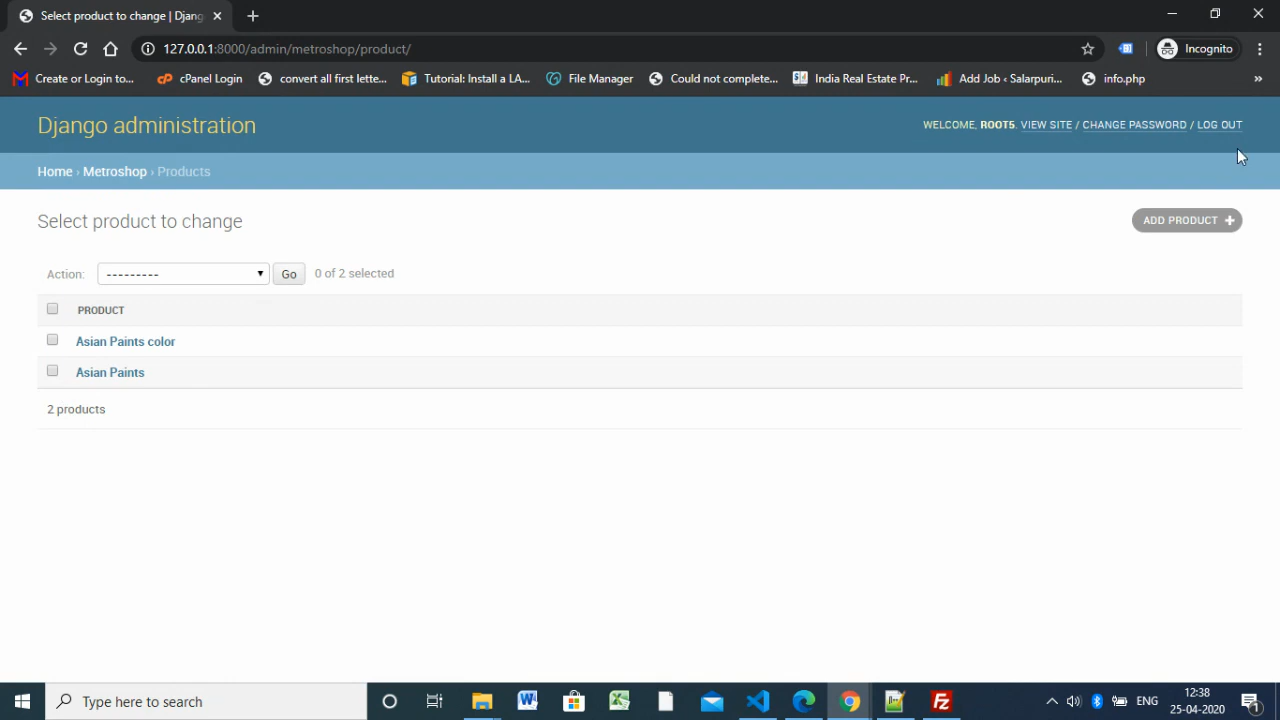 Select product to change | Djang
127.0.0.1:8000/admin/metroshop/product/
Incognito
Create or Login to...
cPanel Login
convert all first lette...
Tutorial: Install a LA...
File Manager
Could not complete...
India Real Estate Pr...
Add Job ‹ Salarpuri...
info.php
»
Django administration
WELCOME, ROOT5. VIEW SITE / CHANGE PASSWORD / LOG OUT
Home › Metroshop › Products
Select product to change
ADD PRODUCT +
Action: --------- Go 0 of 2 selected
PRODUCT
Asian Paints color
Asian Paints
2 products
Type here to search
ENG
12:38
25-04-2020
1